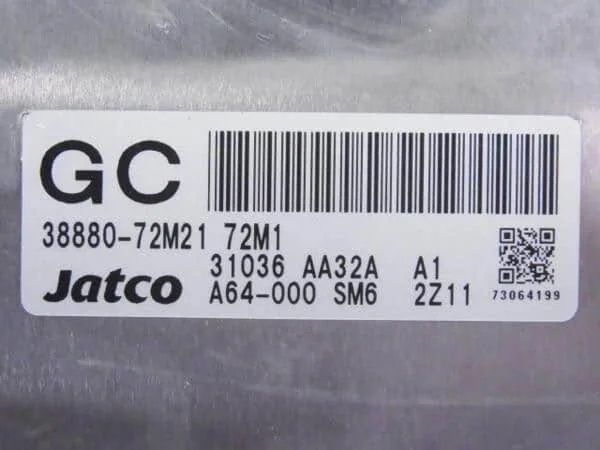 GC
38880-72M21 72M1
31036 AA32A A1
Jatco A64-000 SM6 2Z11
73064199